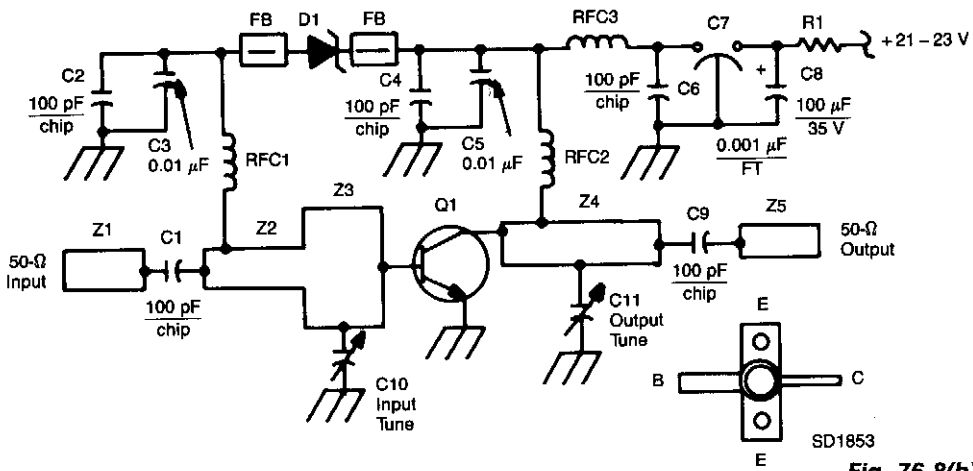 FB
D1
FB
RFC3
C7
R1
+21 – 23 V
C2
100 pF
chip
C3
0.01 µF
RFC1
C4
100 pF
chip
C5
0.01 µF
RFC2
100 pF
chip
C6
+
C8
100 µF
35 V
0.001 µF
FT
Z1
C1
Z2
Z3
Q1
Z4
C9
Z5
50-Ω
Input
100 pF
chip
50-Ω
Output
100 pF
chip
C10
Input
Tune
C11
Output
Tune
E
B
C
SD1853
E
Fig. 76-8(b)